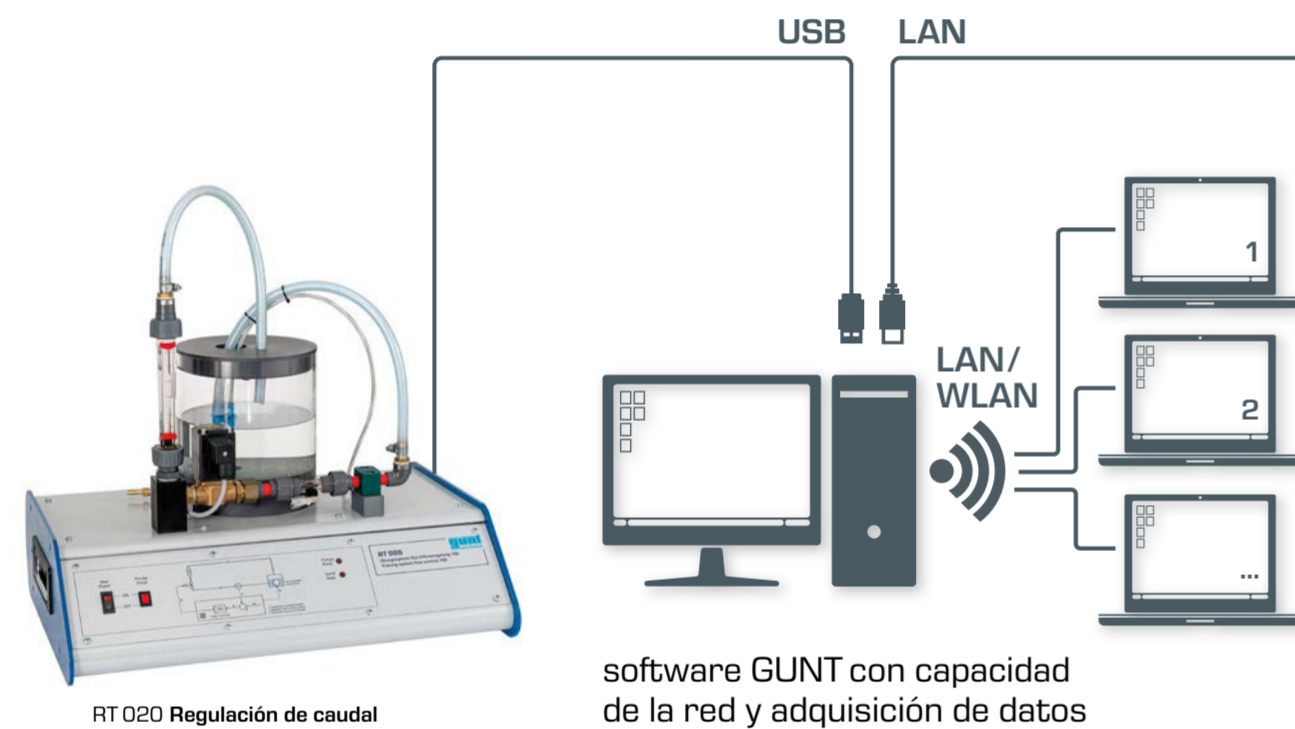 USB
LAN
LAN/
WLAN
1
2
...
gunt
RT 020
software GUNT con capacidad
de la red y adquisición de datos
RT 020 Regulación de caudal